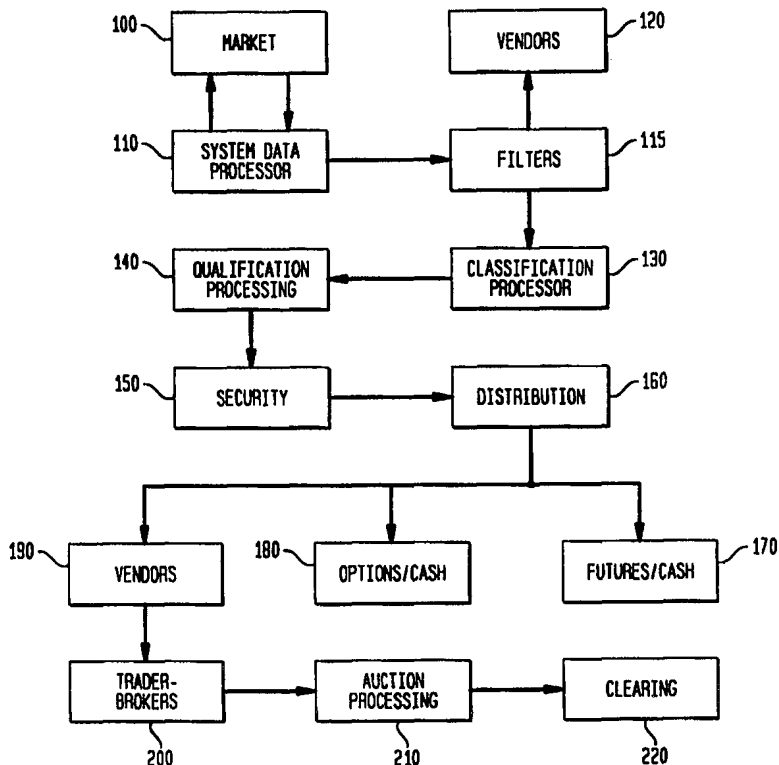 100
MARKET
VENDORS
120
110
SYSTEM DATA
PROCESSOR
FILTERS
115
140
QUALIFICATION
PROCESSING
CLASSIFICATION
PROCESSOR
130
150
SECURITY
DISTRIBUTION
160
190
VENDORS
180
OPTIONS/CASH
FUTURES/CASH
170
TRADER-
BROKERS
AUCTION
PROCESSING
CLEARING
200
210
220